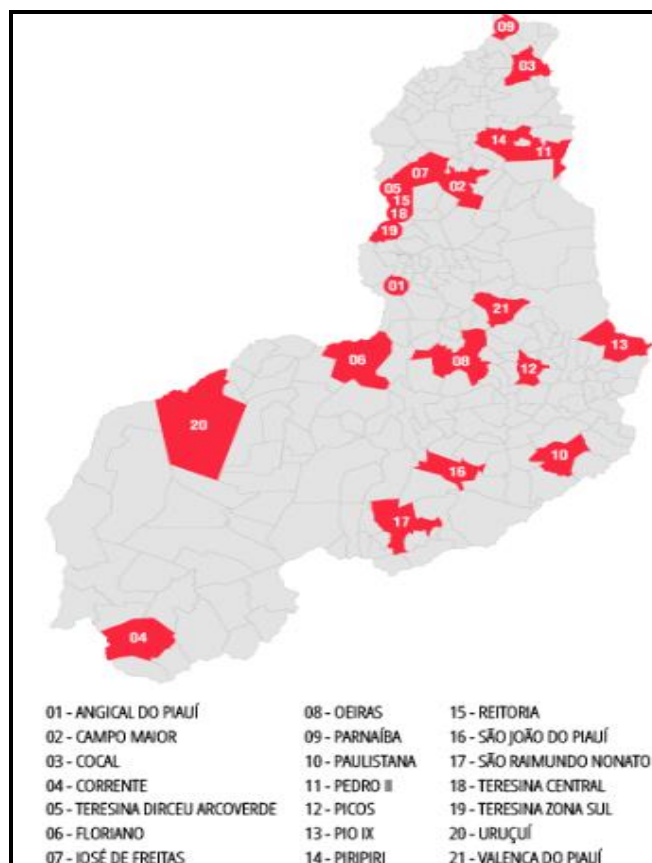 09
03
14
11
07
02
05
15
18
19
01
21
13
06
08
12
20
10
16
17
04
01 - ANGICAL DO PIAUÍ
02 - CAMPO MAIOR
03 - COCAL
04 - CORRENTE
05 - TERESINA DIRCEU ARCOVERDE
06 - FLORIANO
07 - JOSÉ DE FREITAS
08 - OEIRAS
09 - PARNAÍBA
10 - PAULISTANA
11 - PEDRO II
12 - PICOS
13 - PIO IX
14 - PIRIPIRI
15 - REITORIA
16 - SÃO JOÃO DO PIAUÍ
17 - SÃO RAIMUNDO NONATO
18 - TERESINA CENTRAL
19 - TERESINA ZONA SUL
20 - URUÇUÍ
21 - VALENÇA DO PIAUÍ